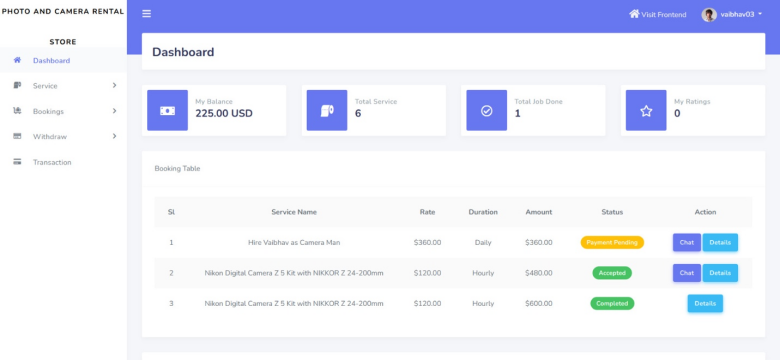 PHOTO AND CAMERA RENTAL
STORE
Dashboard
Service
Bookings
Withdraw
Transaction
Visit Frontend vaibhav03
Dashboard
My Balance
225.00 USD
Total Service
6
Total Job Done
1
My Ratings
0
Booking Table
Sl Service Name Rate Duration Amount Status Action
1 Hire Vaibhav as Camera Man $360.00 Daily $360.00 Payment Pending Chat Details
2 Nikon Digital Camera Z 5 Kit with NIKKOR Z 24-200mm $120.00 Hourly $480.00 Accepted Chat Details
3 Nikon Digital Camera Z 5 Kit with NIKKOR Z 24-200mm $120.00 Hourly $600.00 Completed Details